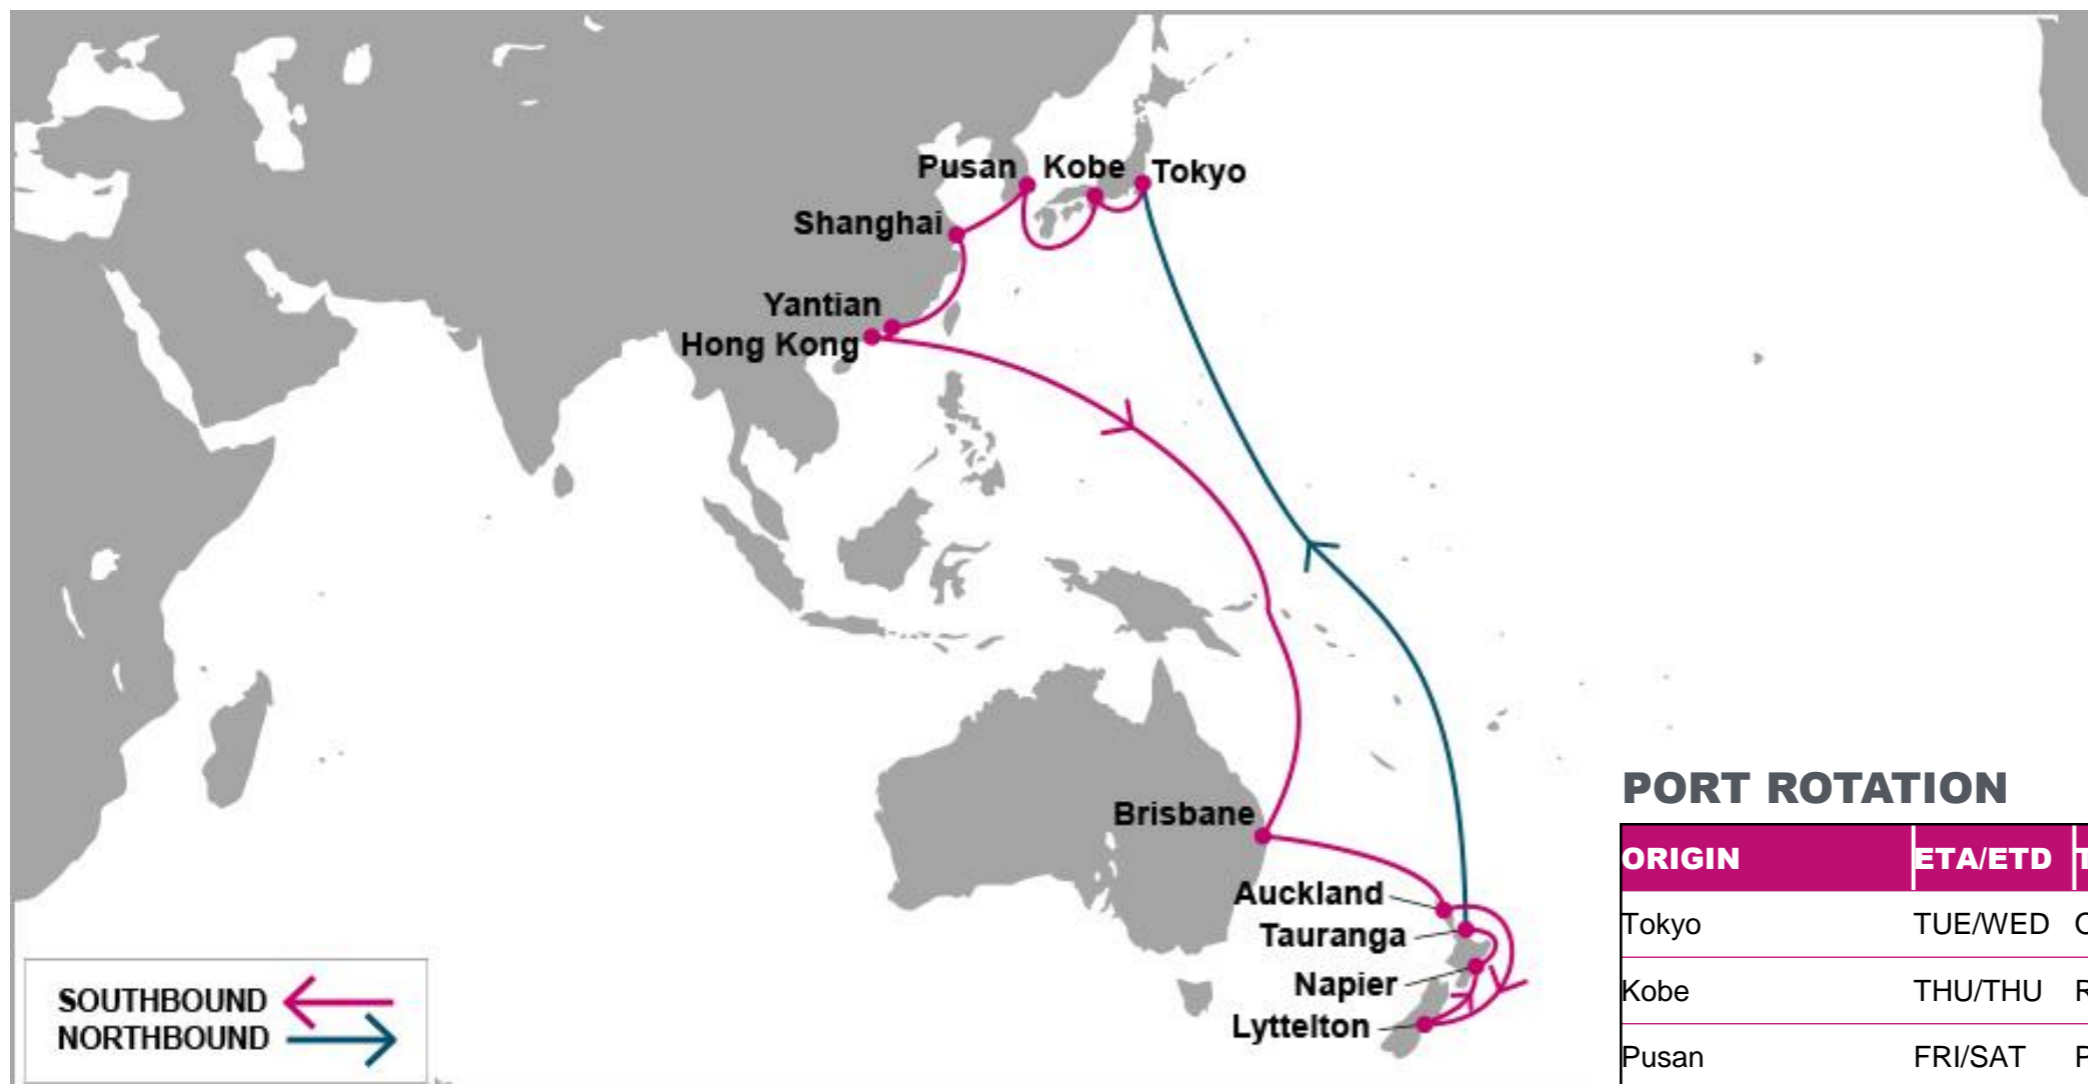 Pusan Kobe Tokyo
Shanghai
Yantian
Hong Kong
Brisbane
Auckland
Tauranga
Napier
Lyttelton
SOUTHBOUND
NORTHBOUND
PORT ROTATION
ORIGIN ETA/ETD
Tokyo TUE/WED
Kobe THU/THU
Pusan FRI/SAT